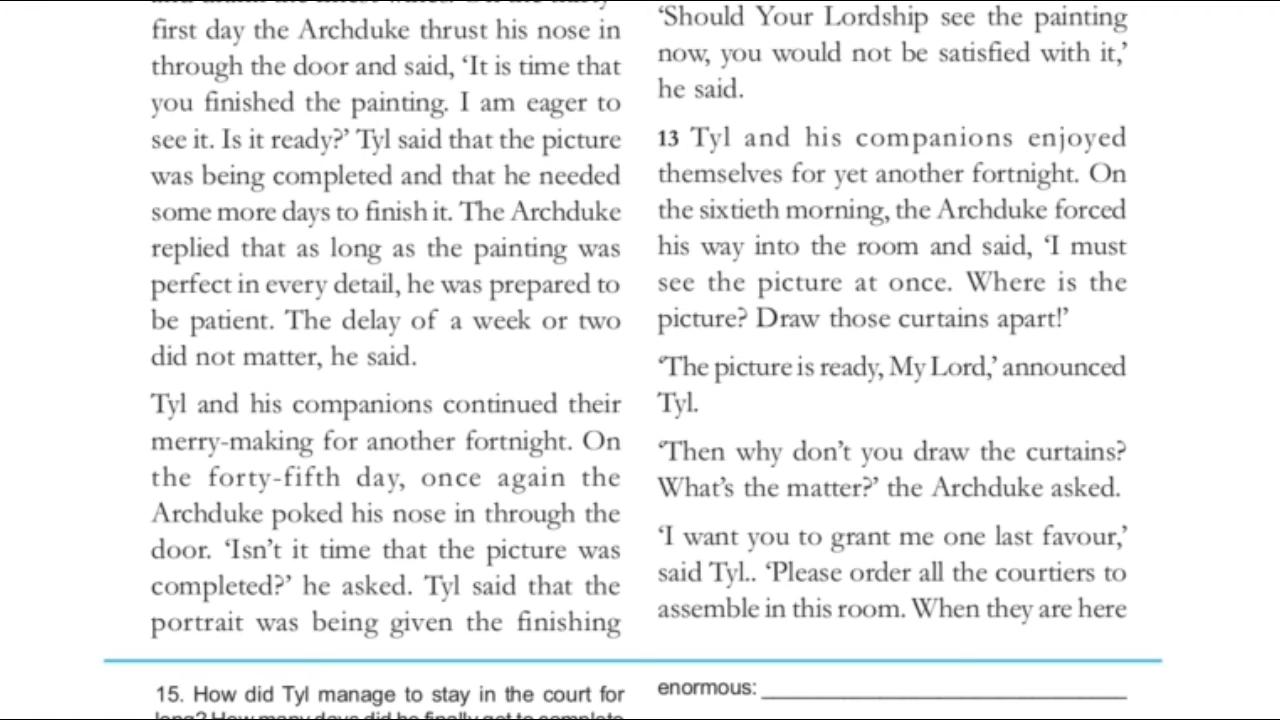 first day the Archduke thrust his nose in
through the door and said, ‘It is time that
you finished the painting. I am eager to
see it. Is it ready?’ Tyl said that the picture
was being completed and that he needed
some more days to finish it. The Archduke
replied that as long as the painting was
perfect in every detail, he was prepared to
be patient. The delay of a week or two
did not matter, he said.
Tyl and his companions continued their
merry-making for another fortnight. On
the forty-fifth day, once again the
Archduke poked his nose in through the
door. ‘Isn’t it time that the picture was
completed?’ he asked. Tyl said that the
portrait was being given the finishing
‘Should Your Lordship see the painting
now, you would not be satisfied with it,’
he said.
13 Tyl and his companions enjoyed
themselves for yet another fortnight. On
the sixtieth morning, the Archduke forced
his way into the room and said, ‘I must
see the picture at once. Where is the
picture? Draw those curtains apart!’
‘The picture is ready, My Lord,’ announced
Tyl.
‘Then why don’t you draw the curtains?
What’s the matter?’ the Archduke asked.
‘I want you to grant me one last favour,’
said Tyl.. ‘Please order all the courtiers to
assemble in this room. When they are here
15. How did Tyl manage to stay in the court for
long? How many days did he finally get to complete
enormous: